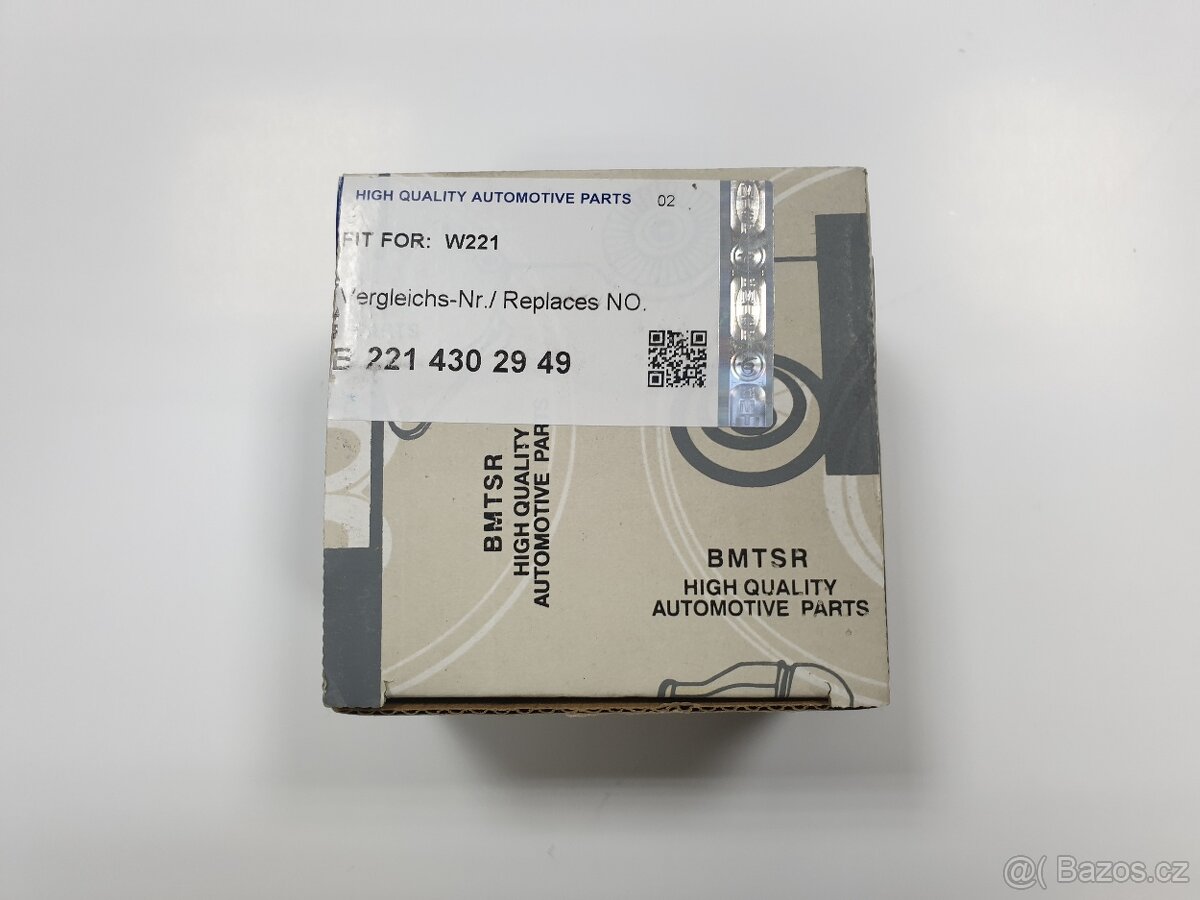 HIGH QUALITY AUTOMOTIVE PARTS 02
FIT FOR: W221
Vergleichs-Nr./ Replaces NO.
B 221 430 29 49
BMTSR
HIGH QUALITY
AUTOMOTIVE PARTS
BMTSR
HIGH QUALITY
AUTOMOTIVE PARTS
@( Bazos.cz